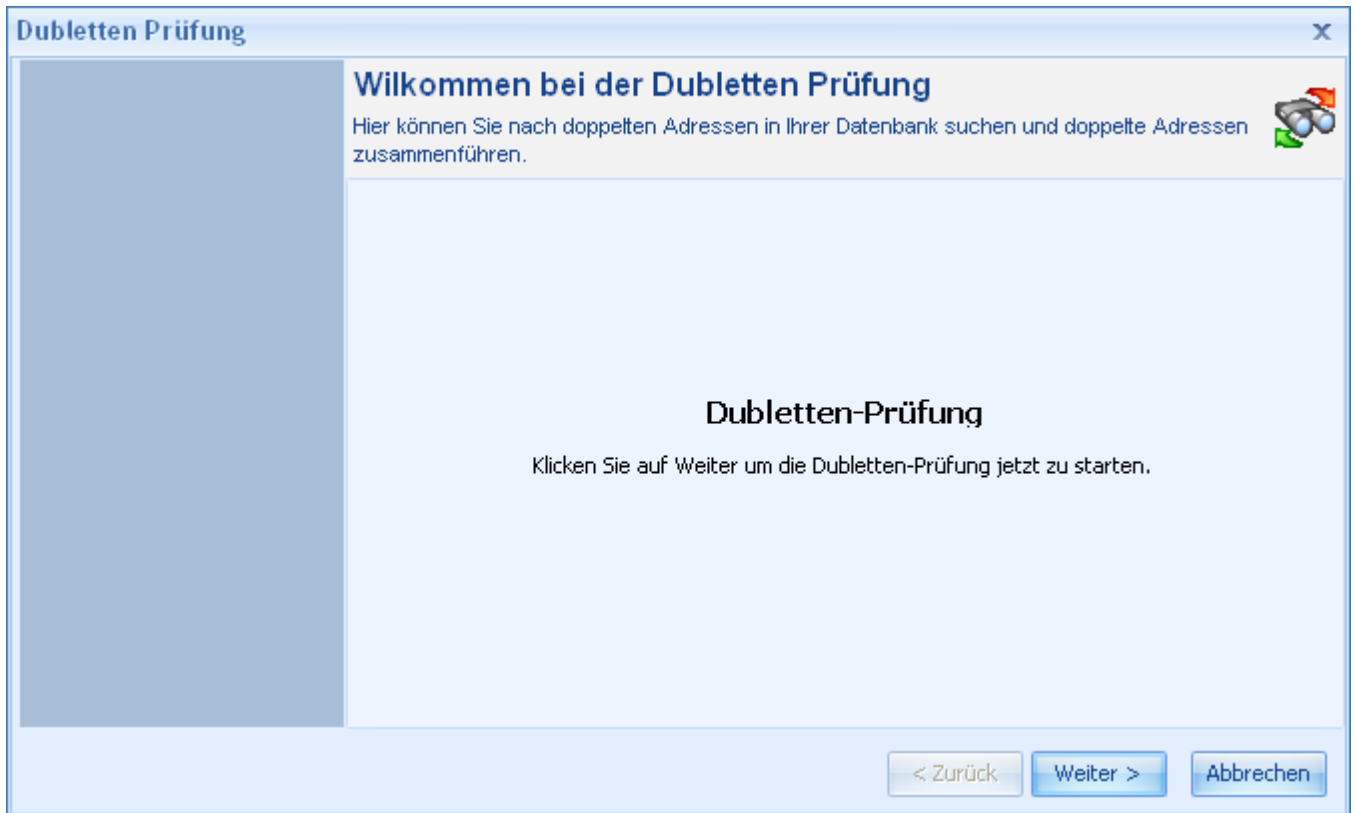 Dubletten Prüfung
Wilkommen bei der Dubletten Prüfung
Hier können Sie nach doppelten Adressen in Ihrer Datenbank suchen und doppelte Adressen
zusammenführen.
Dubletten-Prüfung
Klicken Sie auf Weiter um die Dubletten-Prüfung jetzt zu starten.
< Zurück Weiter > Abbrechen